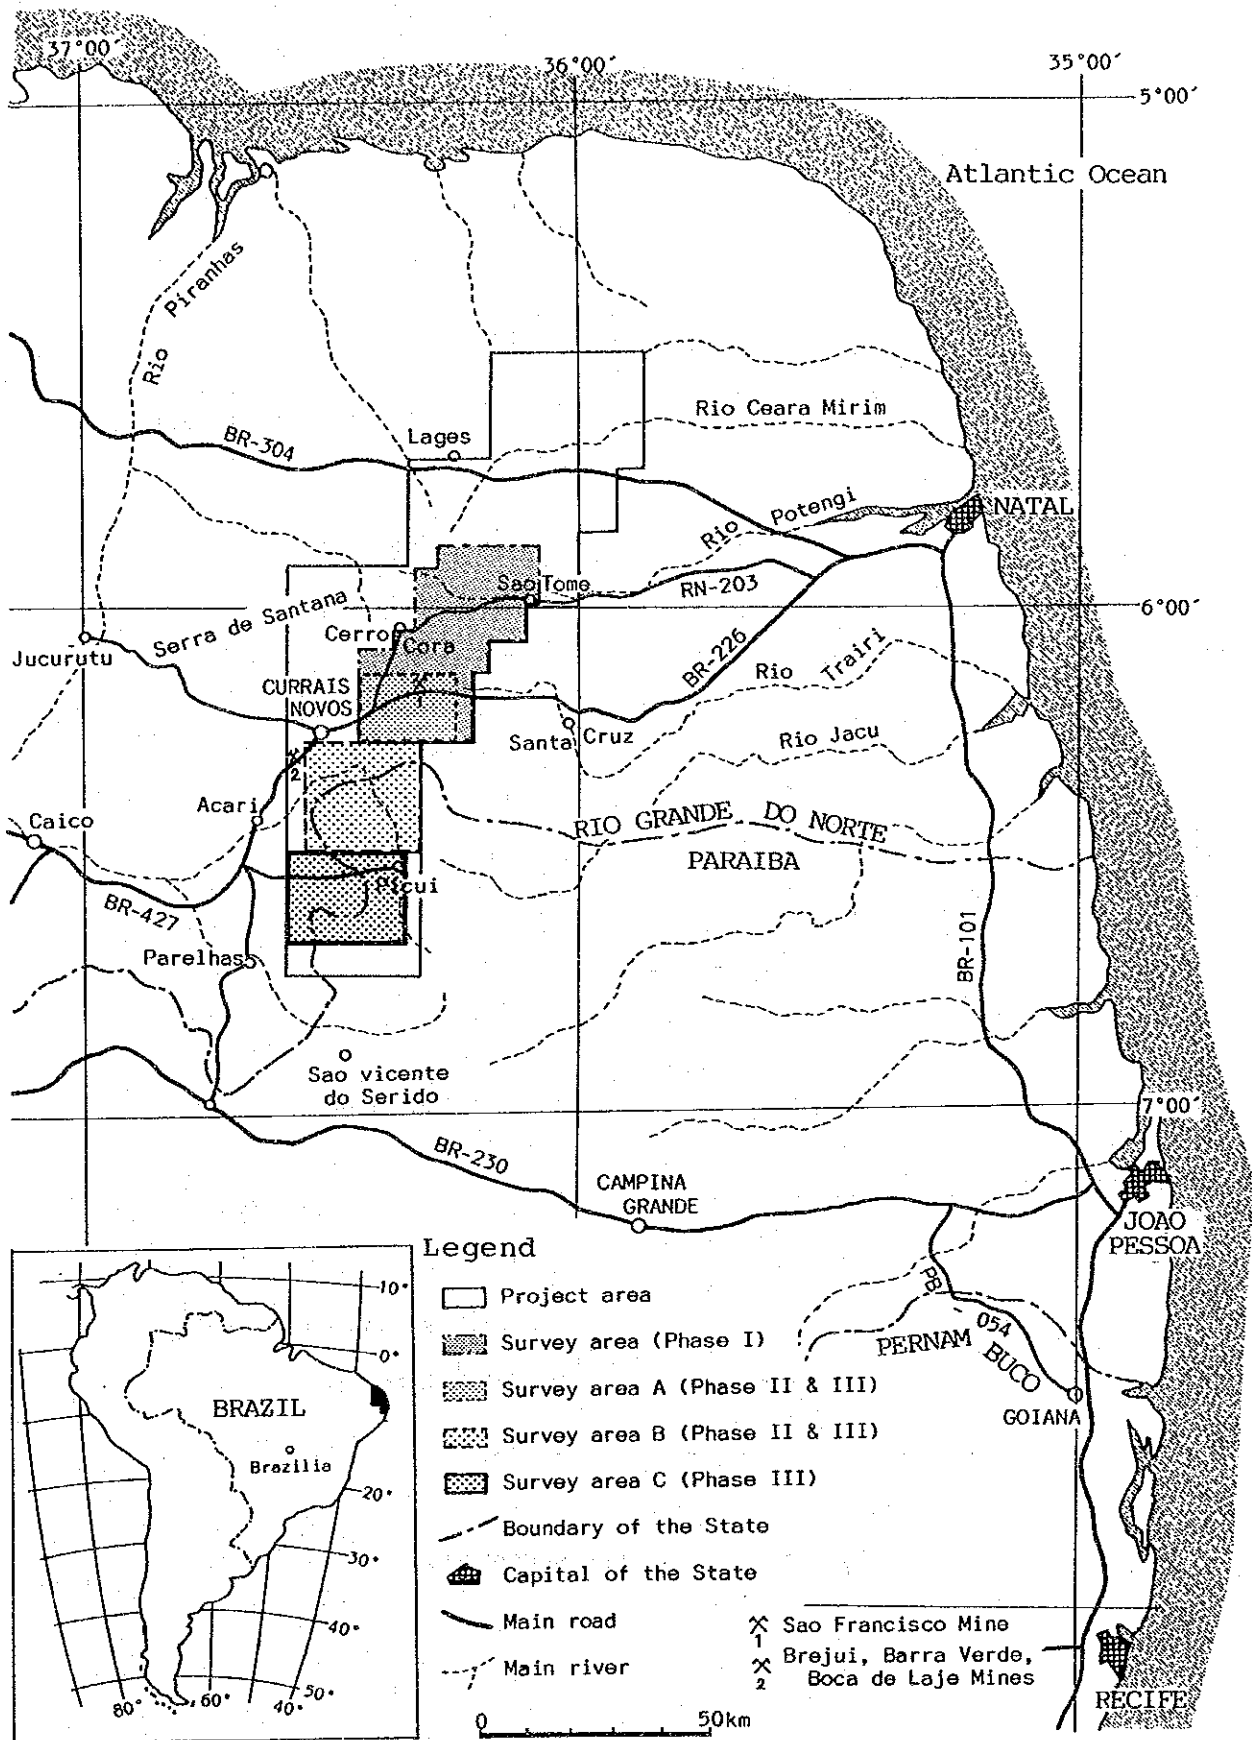 37°00′
36°00′
35°00′
5°00′
Atlantic Ocean
Rio Piranhas
Rio Ceara Mirim
BR-304
Lages
Rio Potengi
NATAL
Sao Tome
RN-203
6°00′
Serra de Santana
Cerro Cora
Jucurutu
BR-226
Rio Trairi
CURRAIS
NOVOS
1
Santa Cruz
Rio Jacu
2
Acari
Caico
RIO GRANDE DO NORTE
PARAIBA
Picui
BR-427
BR-101
Parelhas
Sao vicente
do Serido
7°00′
BR-230
CAMPINA
GRANDE
JOAO
PESSOA
PB - 054
PERNAM BUCO
GOIANA
RECIFE
Legend
Project area
Survey area (Phase I)
Survey area A (Phase II & III)
Survey area B (Phase II & III)
Survey area C (Phase III)
Boundary of the State
Capital of the State
Main road
Main river
1 Sao Francisco Mine
2 Brejui, Barra Verde,
Boca de Laje Mines
0 50km
10°
0°
BRAZIL
Brazilia
20°
30°
40°
50°
80°
60°
40°